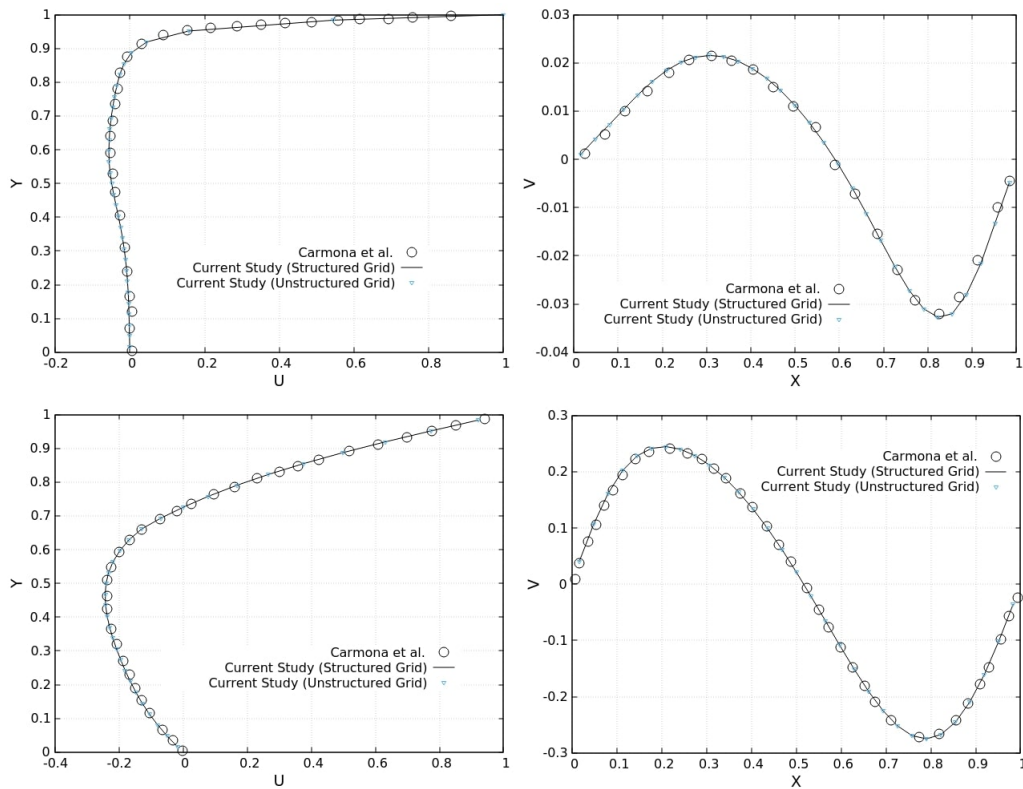 1
0.9
0.8
0.7
0.6
0.5
0.4
0.3
0.2
0.1
0
Y
-0.2 0 0.2 0.4 0.6 0.8 1
U
Carmona et al.
Current Study (Structured Grid)
Current Study (Unstructured Grid)
0.03
0.02
0.01
0
-0.01
-0.02
-0.03
-0.04
V
0 0.1 0.2 0.3 0.4 0.5 0.6 0.7 0.8 0.9 1
X
Carmona et al.
Current Study (Structured Grid)
Current Study (Unstructured Grid)
1
0.9
0.8
0.7
0.6
0.5
0.4
0.3
0.2
0.1
0
Y
-0.4 -0.2 0 0.2 0.4 0.6 0.8 1
U
Carmona et al.
Current Study (Structured Grid)
Current Study (Unstructured Grid)
0.3
0.2
0.1
0
-0.1
-0.2
-0.3
V
0 0.1 0.2 0.3 0.4 0.5 0.6 0.7 0.8 0.9 1
X
Carmona et al.
Current Study (Structured Grid)
Current Study (Unstructured Grid)